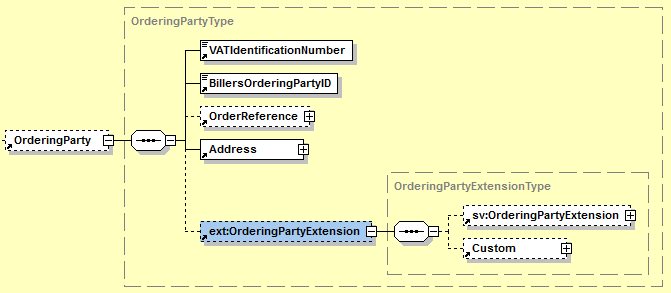 OrderingPartyType
VATIdentificationNumber
BillersOrderingPartyID
OrderReference
OrderingParty
Address
OrderingPartyExtensionType
sv:OrderingPartyExtension
ext:OrderingPartyExtension
Custom